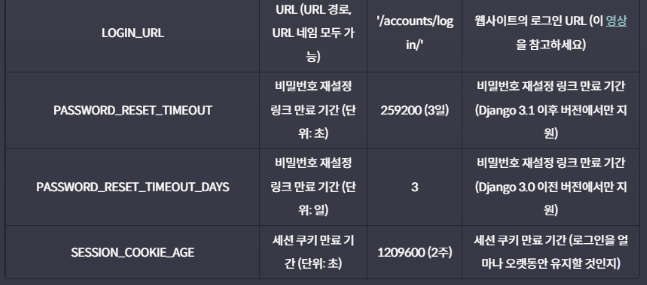 LOGIN_URL
URL (URL 경로,
URL 네임 모두 가
능)
'/accounts/log
in/'
웹사이트의 로그인 URL (이 영상
을 참고하세요)
PASSWORD_RESET_TIMEOUT
비밀번호 재설정
링크 만료 기간 (단
위: 초)
259200 (3일)
비밀번호 재설정 링크 만료 기간
(Django 3.1 이후 버전에서만 지
원)
PASSWORD_RESET_TIMEOUT_DAYS
비밀번호 재설정
링크 만료 기간 (단
위: 일)
3
비밀번호 재설정 링크 만료 기간
(Django 3.0 이전 버전에서만 지
원)
SESSION_COOKIE_AGE
세션 쿠키 만료 기
간 (단위: 초)
1209600 (2주)
세션 쿠키 만료 기간 (로그인을 얼
마나 오랫동안 유지할 것인지)